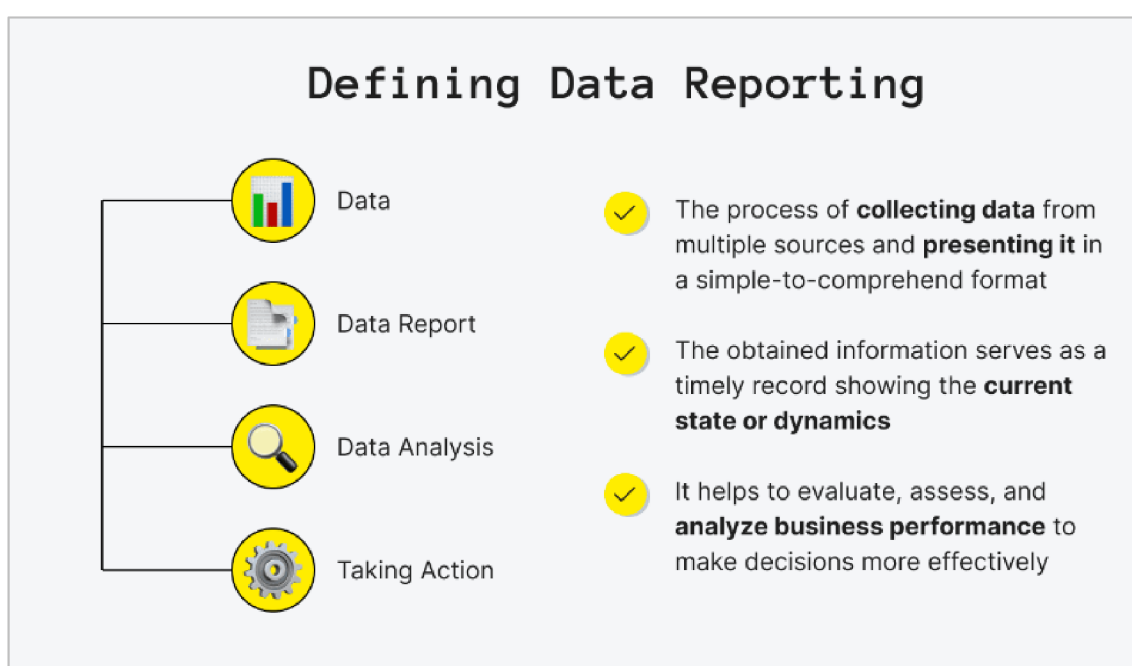 Defining Data Reporting
Data
Data Report
Data Analysis
Taking Action
The process of collecting data from
multiple sources and presenting it in
a simple-to-comprehend format
The obtained information serves as a
timely record showing the current
state or dynamics
It helps to evaluate, assess, and
analyze business performance to
make decisions more effectively